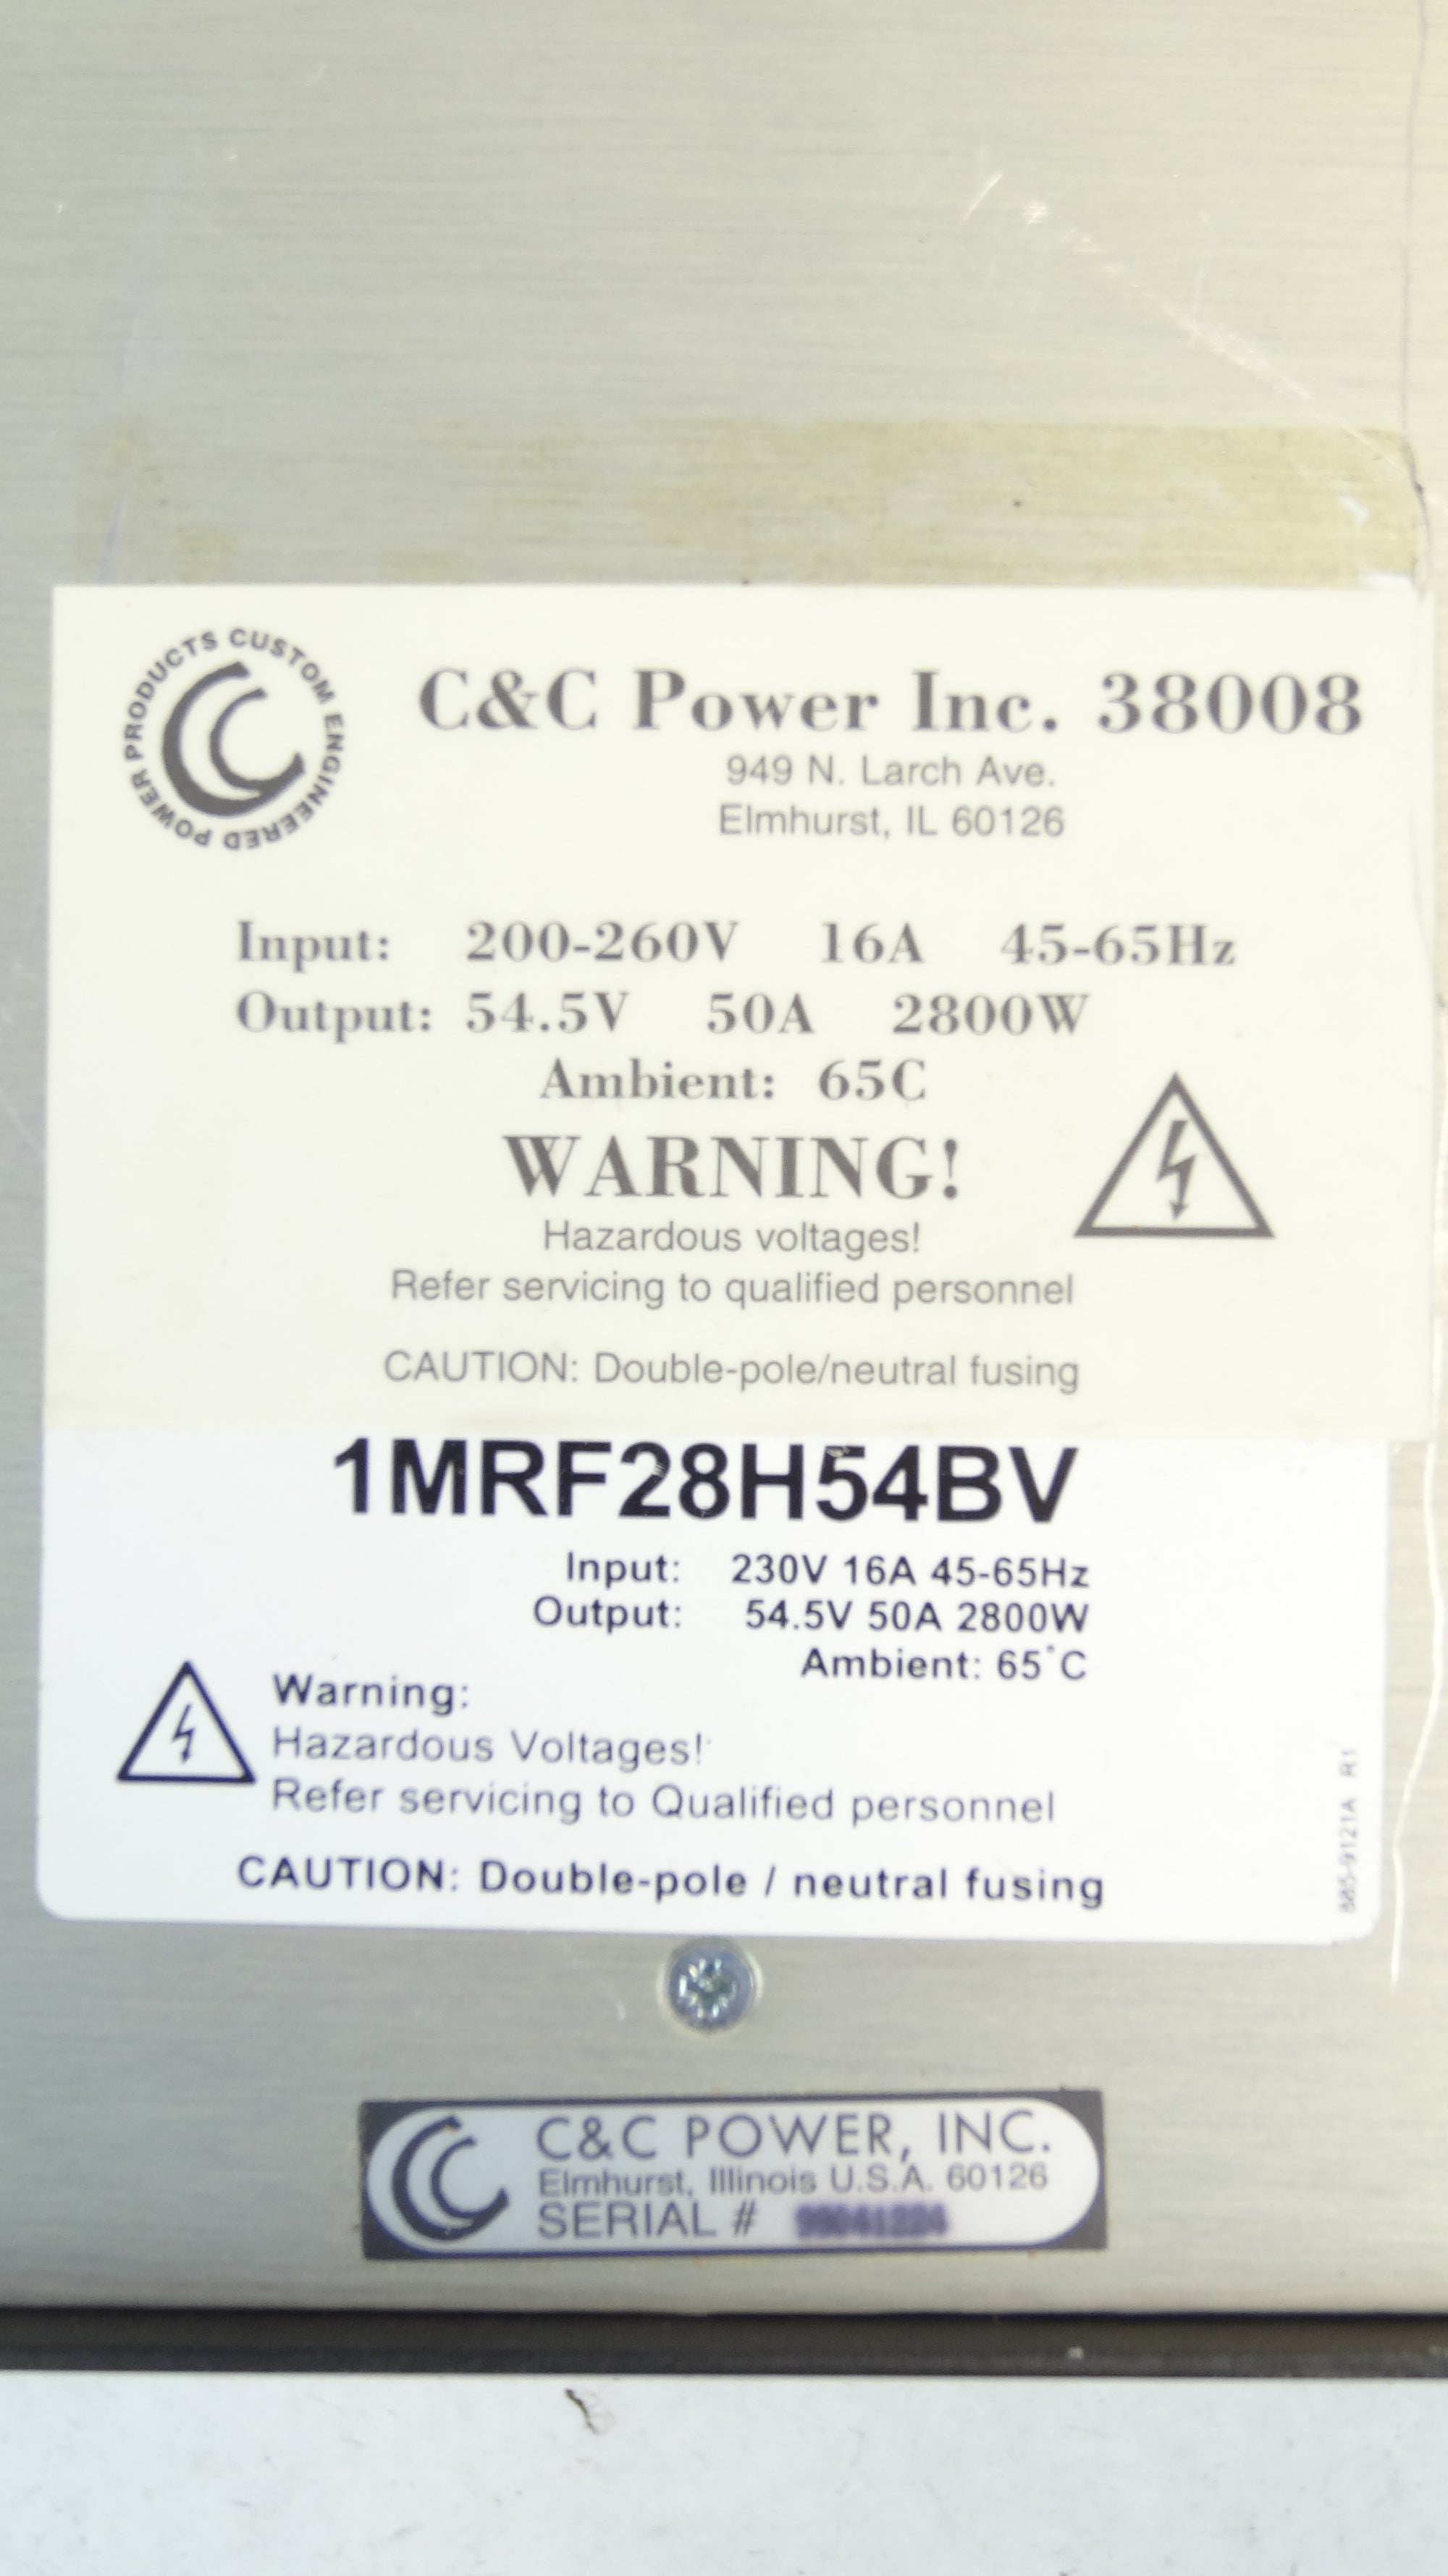 CUSTOM ENGINEERED POWER PRODUCTS
C&C Power Inc. 38008
949 N. Larch Ave.
Elmhurst, IL 60126
Input: 200-260V 16A 45-65Hz
Output: 54.5V 50A 2800W
Ambient: 65C
WARNING!
Hazardous voltages!
Refer servicing to qualified personnel
CAUTION: Double-pole/neutral fusing
1MRF28H54BV
Input: 230V 16A 45-65Hz
Output: 54.5V 50A 2800W
Ambient: 65°C
Warning:
Hazardous Voltages!
Refer servicing to Qualified personnel
CAUTION: Double-pole / neutral fusing
885-9121A R1
C&C POWER, INC.
Elmhurst, Illinois U.S.A. 60126
SERIAL #